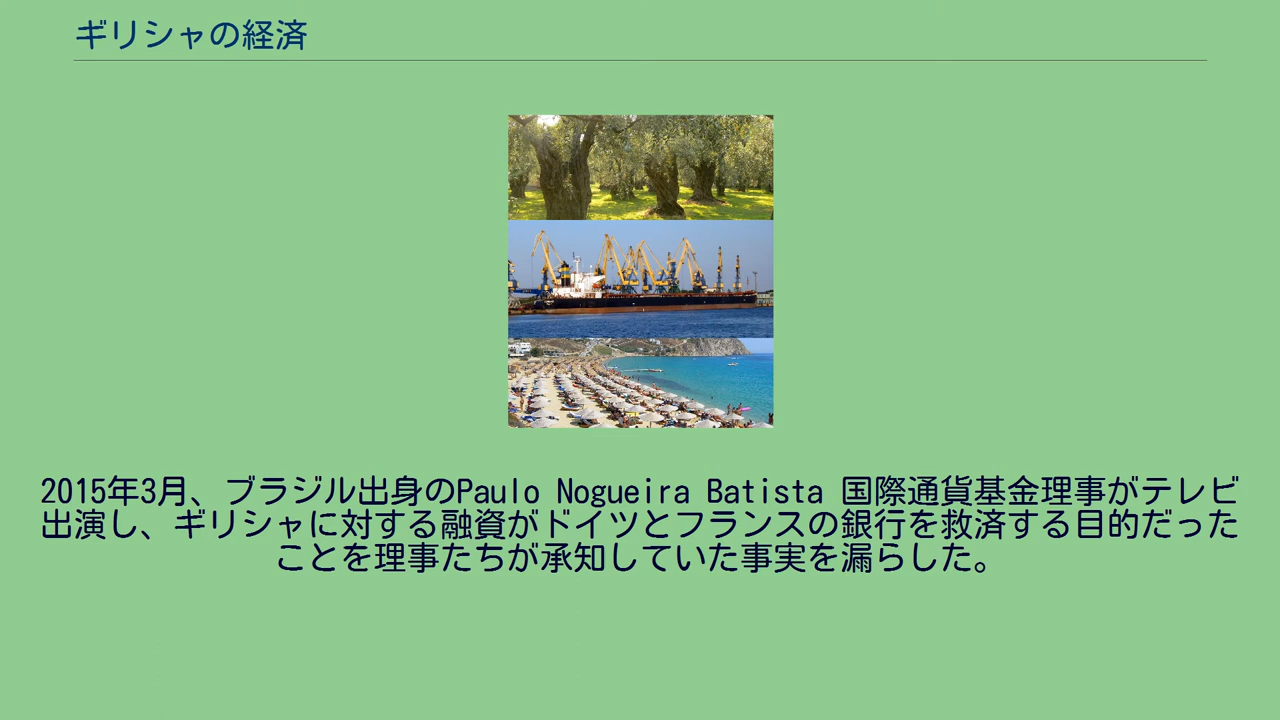 ギリシャの経済
2015年3月、ブラジル出身のPaulo Nogueira Batista 国際通貨基金理事がテレビ
出演し、ギリシャに対する融資がドイツとフランスの銀行を救済する目的だった
ことを理事たちが承知していた事実を漏らした。